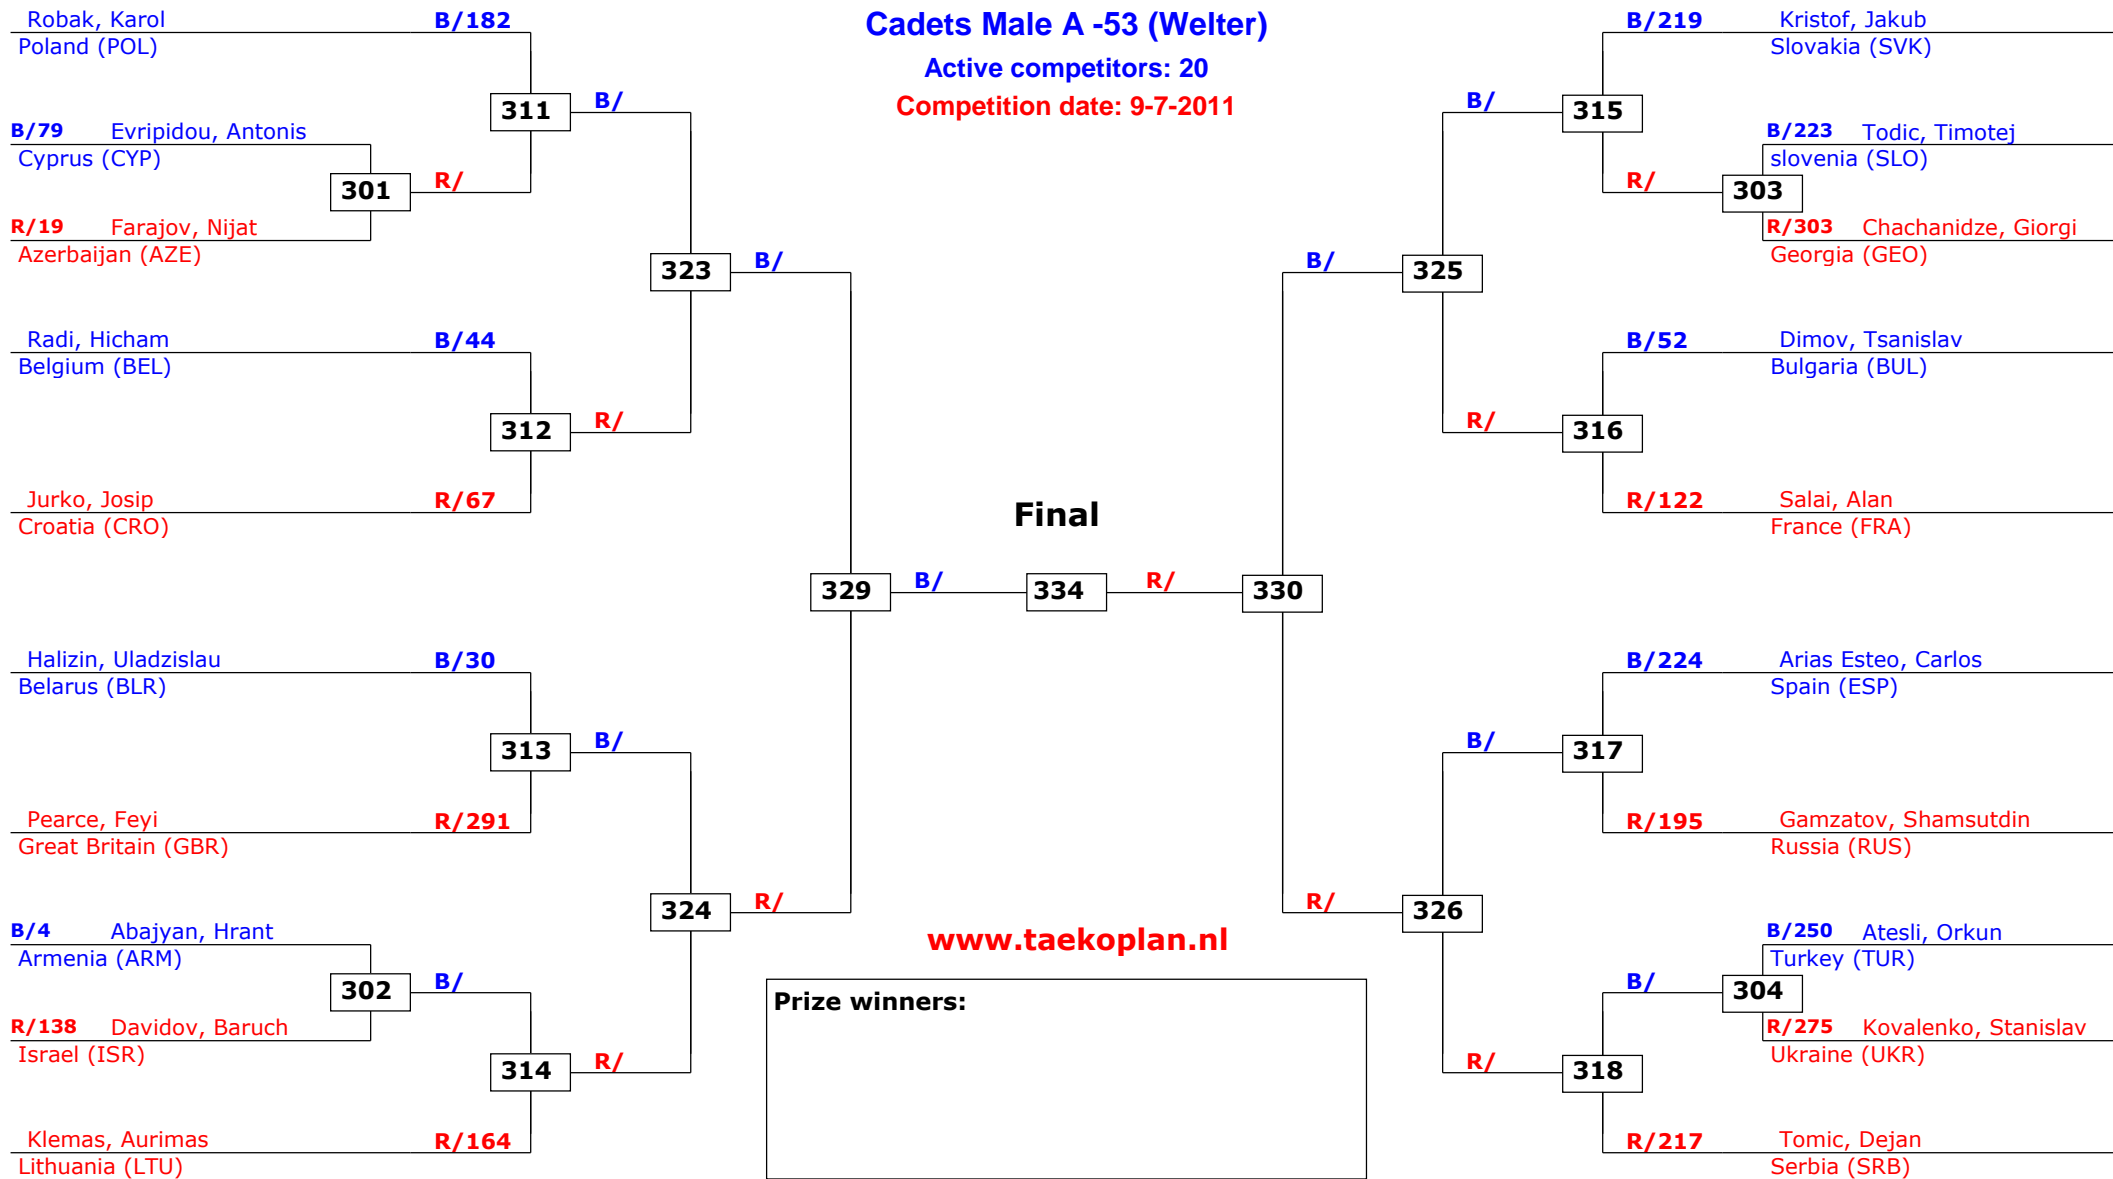 Cadets Male A -53 (Welter)
Active competitors: 20
Competition date: 9-7-2011
Robak, Karol B/182
Poland (POL)
311
B/
B/79 Evripidou, Antonis
Cyprus (CYP)
301
R/
R/19 Farajov, Nijat
Azerbaijan (AZE)
323
B/
Radi, Hicham B/44
Belgium (BEL)
312
R/
Jurko, Josip R/67
Croatia (CRO)
329
B/
Halizin, Uladzislau B/30
Belarus (BLR)
313
B/
Pearce, Feyi R/291
Great Britain (GBR)
324
R/
B/4 Abajyan, Hrant
Armenia (ARM)
302
B/
R/138 Davidov, Baruch
Israel (ISR)
314
R/
Klemas, Aurimas R/164
Lithuania (LTU)
Final
334
R/
330
www.taekoplan.nl
Prize winners:
B/219 Kristof, Jakub
Slovakia (SVK)
B/
315
B/223 Todic, Timotej
slovenia (SLO)
R/
303
R/303 Chachanidze, Giorgi
Georgia (GEO)
B/
325
B/52 Dimov, Tsanislav
Bulgaria (BUL)
R/
316
R/122 Salai, Alan
France (FRA)
B/224 Arias Esteo, Carlos
Spain (ESP)
B/
317
R/195 Gamzatov, Shamsutdin
Russia (RUS)
R/
326
B/250 Atesli, Orkun
Turkey (TUR)
B/
304
R/275 Kovalenko, Stanislav
Ukraine (UKR)
R/
318
R/217 Tomic, Dejan
Serbia (SRB)